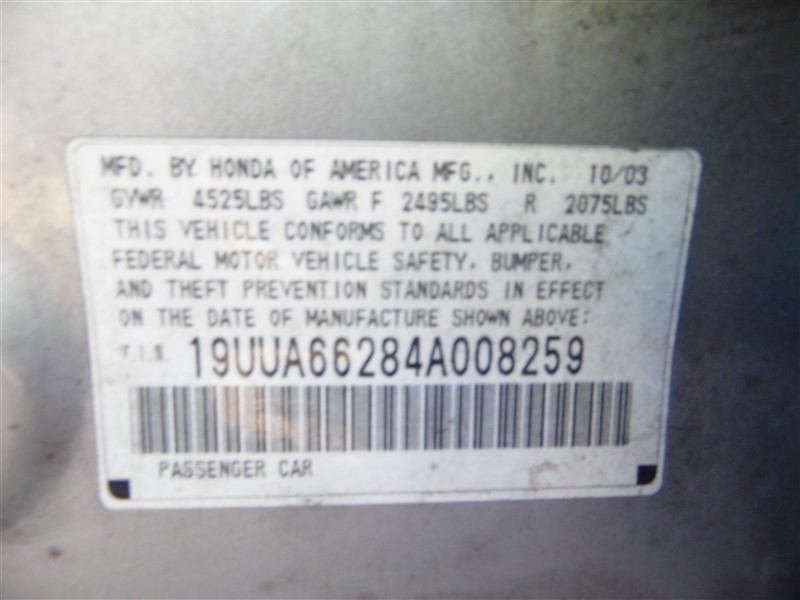 MFD. BY HONDA OF AMERICA MFG., INC. 10/03
GVWR 4525LBS GAWR F 2495LBS R 2075LBS
THIS VEHICLE CONFORMS TO ALL APPLICABLE
FEDERAL MOTOR VEHICLE SAFETY, BUMPER,
AND THEFT PREVENTION STANDARDS IN EFFECT
ON THE DATE OF MANUFACTURE SHOWN ABOVE:
V.I.N. 19UUA66284A008259
PASSENGER CAR